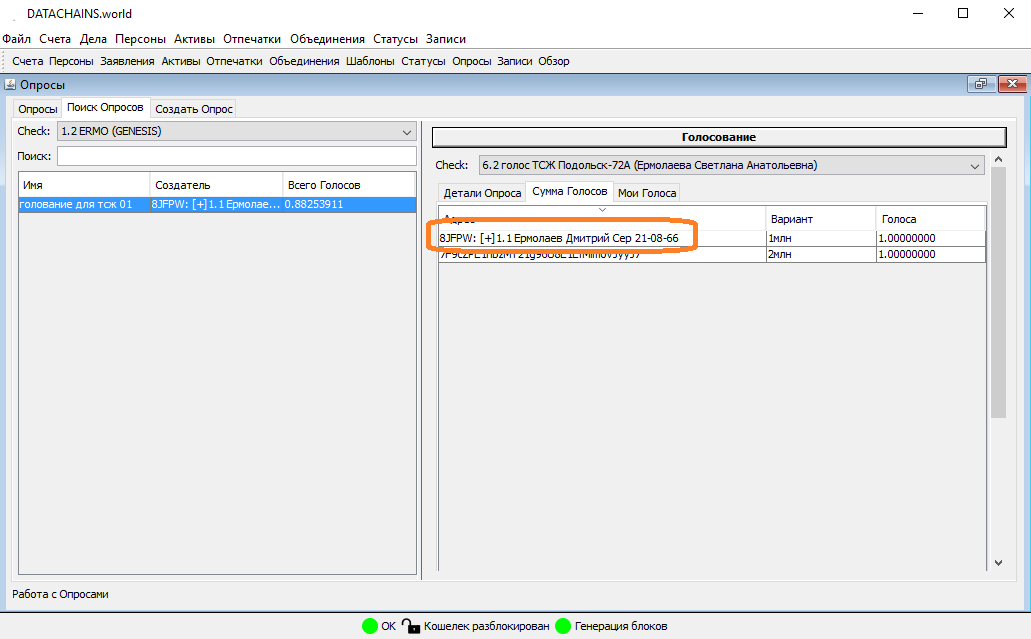 DATACHAINS.world
Файл Счета Дела Персоны Активы Отпечатки Объединения Статусы Записи
Счета Персоны Заявления Активы Отпечатки Объединения Шаблоны Статусы Опросы Записи Обзор
Опросы
Опросы Поиск Опросов Создать Опрос
Check: 1.2 ERMO (GENESIS)
Поиск:
Имя Создатель Всего Голосов
голование для тсж 01 8JFPW: [+]1.1 Ермолае... 0.88253911
Голосование
Check: 6.2 голос ТСЖ Подольск-72А (Ермолаева Светлана Анатольевна)
Детали Опроса Сумма Голосов Мои Голоса
Вариант Голоса
8JFPW: [+]1.1 Ермолаев Дмитрий Сер 21-08-66 1млн 1.00000000
2млн 1.00000000
Работа с Опросами
OK Кошелек разблокирован Генерация блоков